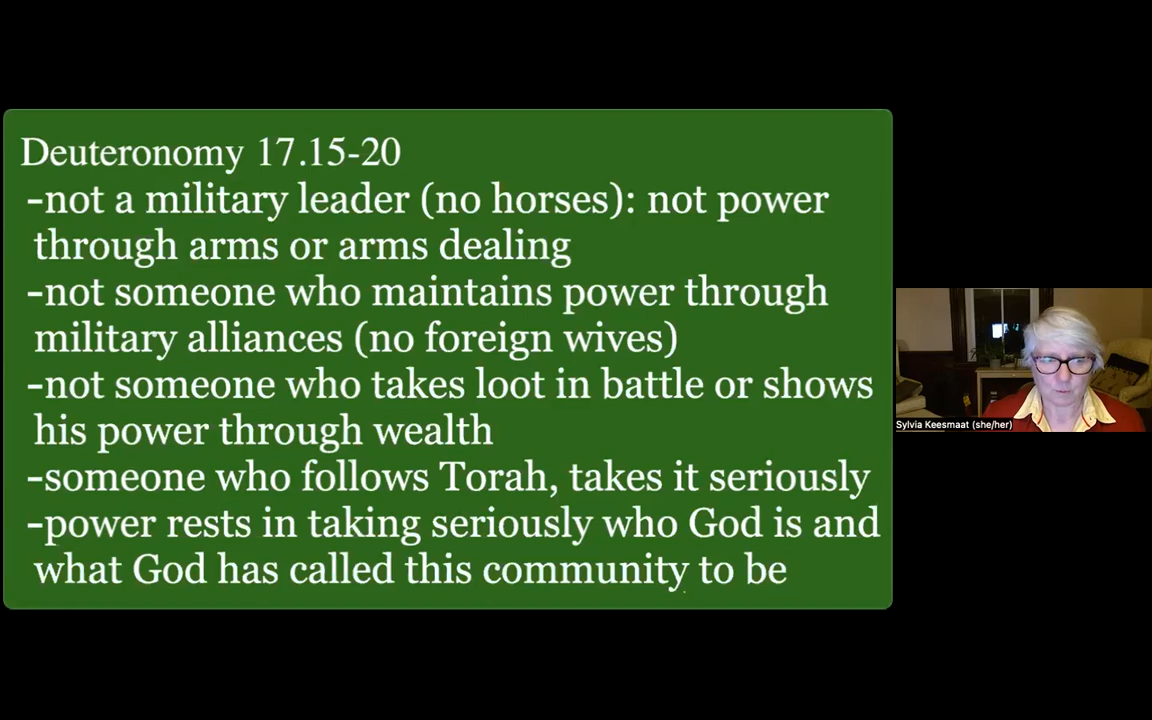 Deuteronomy 17.15-20
-not a military leader (no horses): not power
through arms or arms dealing
-not someone who maintains power through
military alliances (no foreign wives)
-not someone who takes loot in battle or shows
his power through wealth
-someone who follows Torah, takes it seriously
-power rests in taking seriously who God is and
what God has called this community to be
Sylvia Keesmaat (she/her)